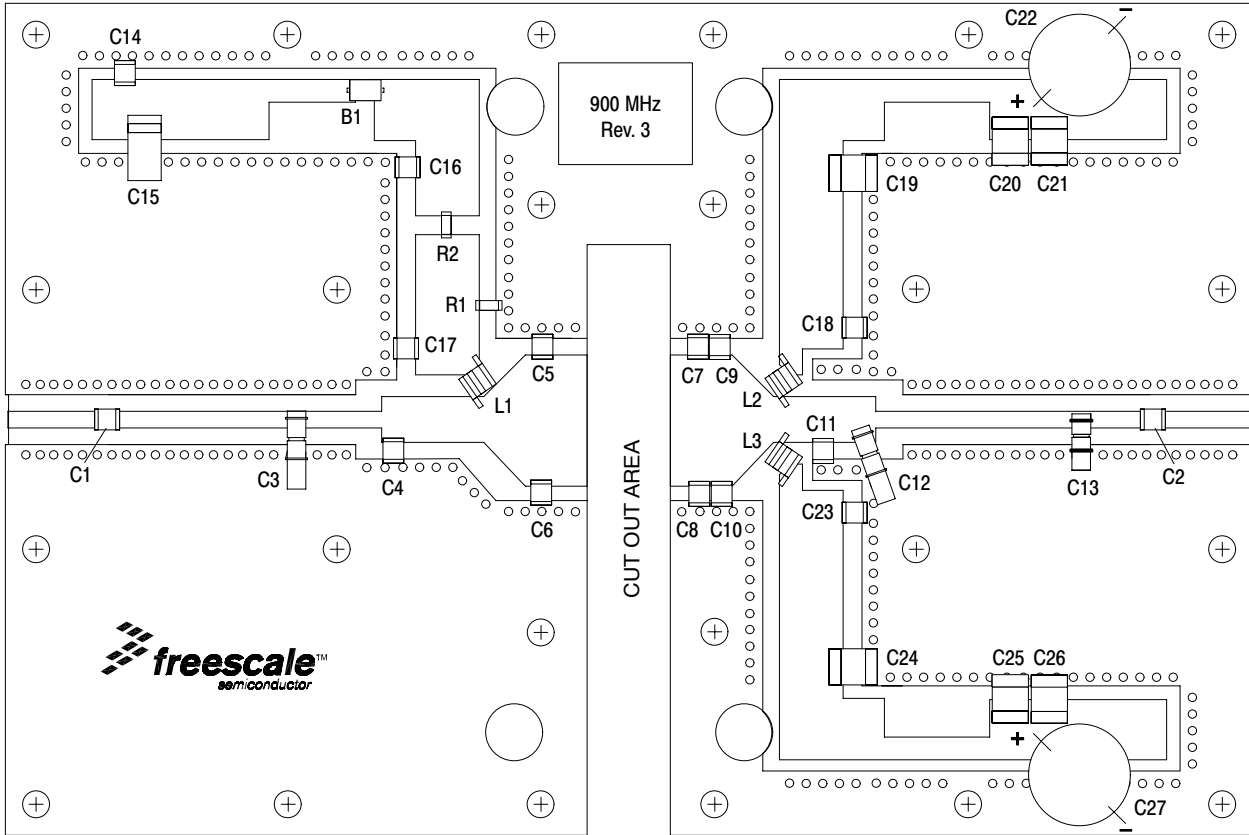 C14
C22
−
B1
900 MHz
Rev. 3
+
C15
C16
C19
C20
C21
R2
R1
C17
C5
C7
C9
C18
L1
L2
C1
C3
C4
L3
C11
C12
C13
C2
C6
C8
C10
C23
CUT OUT AREA
freescale™
semiconductor
C24
C25
C26
+
C27
−